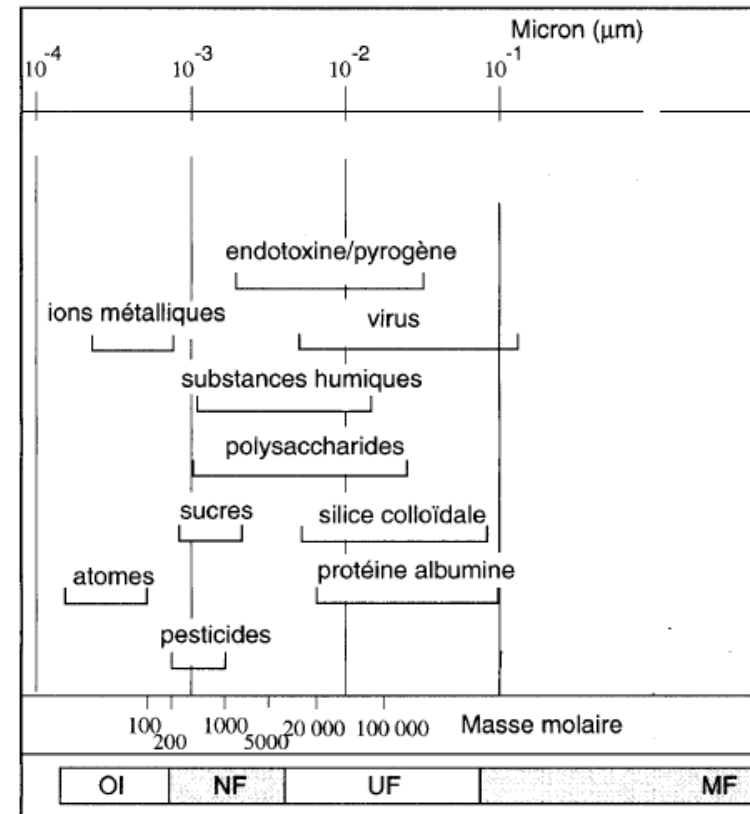 Micron (μm)
10-4 10-3 10-2 10-1
endotoxine/pyrogène
ions métalliques
virus
substances humiques
polysaccharides
sucres
silice colloïdale
atomes
protéine albumine
pesticides
100 200 1000 5000 20 000 100 000 Masse molaire
OI NF UF MF